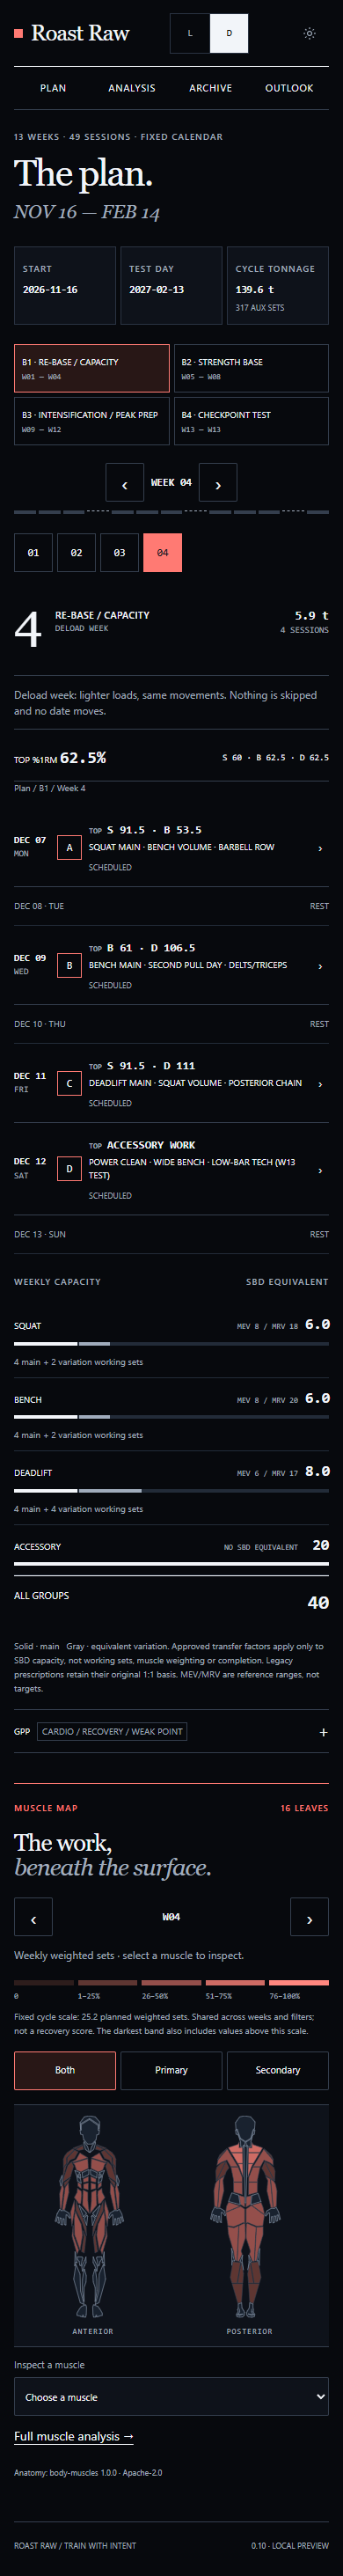 Roast Raw
L D
PLAN ANALYSIS ARCHIVE OUTLOOK
13 WEEKS · 49 SESSIONS · FIXED CALENDAR
The plan.
NOV 16 — FEB 14
START
2026-11-16
TEST DAY
2027-02-13
CYCLE TONNAGE
139.6 t
317 AUX SETS
B1 · RE-BASE / CAPACITY
W01 — W04
B2 · STRENGTH BASE
W05 — W08
B3 · INTENSIFICATION / PEAK PREP
W09 — W12
B4 · CHECKPOINT TEST
W13 — W13
‹ WEEK 04 ›
01 02 03 04
4
RE-BASE / CAPACITY
DELOAD WEEK
5.9 t
4 SESSIONS
Deload week: lighter loads, same movements. Nothing is skipped
and no date moves.
TOP %1RM 62.5%
S 60 · B 62.5 · D 62.5
Plan / B1 / Week 4
DEC 07
MON
A
TOP S 91.5 · B 53.5
SQUAT MAIN · BENCH VOLUME · BARBELL ROW
SCHEDULED
›
DEC 08 · TUE REST
DEC 09
WED
B
TOP B 61 · D 106.5
BENCH MAIN · SECOND PULL DAY · DELTS/TRICEPS
SCHEDULED
›
DEC 10 · THU REST
DEC 11
FRI
C
TOP S 91.5 · D 111
DEADLIFT MAIN · SQUAT VOLUME · POSTERIOR CHAIN
SCHEDULED
›
DEC 12
SAT
D
TOP ACCESSORY WORK
POWER CLEAN · WIDE BENCH · LOW-BAR TECH (W13
TEST)
SCHEDULED
›
DEC 13 · SUN REST
WEEKLY CAPACITY SBD EQUIVALENT
SQUAT MEV 8 / MRV 18 6.0
4 main + 2 variation working sets
BENCH MEV 8 / MRV 20 6.0
4 main + 2 variation working sets
DEADLIFT MEV 6 / MRV 17 8.0
4 main + 4 variation working sets
ACCESSORY NO SBD EQUIVALENT 20
ALL GROUPS 40
Solid · main Gray · equivalent variation. Approved transfer factors apply only to
SBD capacity, not working sets, muscle weighting or completion. Legacy
prescriptions retain their original 1:1 basis. MEV/MRV are reference ranges, not
targets.
GPP CARDIO / RECOVERY / WEAK POINT +
MUSCLE MAP 16 LEAVES
The work,
beneath the surface.
‹ W04 ›
Weekly weighted sets · select a muscle to inspect.
0 1–25% 26–50% 51–75% 76–100%
Fixed cycle scale: 25.2 planned weighted sets. Shared across weeks and filters;
not a recovery score. The darkest band also includes values above this scale.
Both Primary Secondary
ANTERIOR POSTERIOR
Inspect a muscle
Choose a muscle
Full muscle analysis →
Anatomy: body-muscles 1.0.0 · Apache-2.0
ROAST RAW / TRAIN WITH INTENT 0.10 · LOCAL PREVIEW